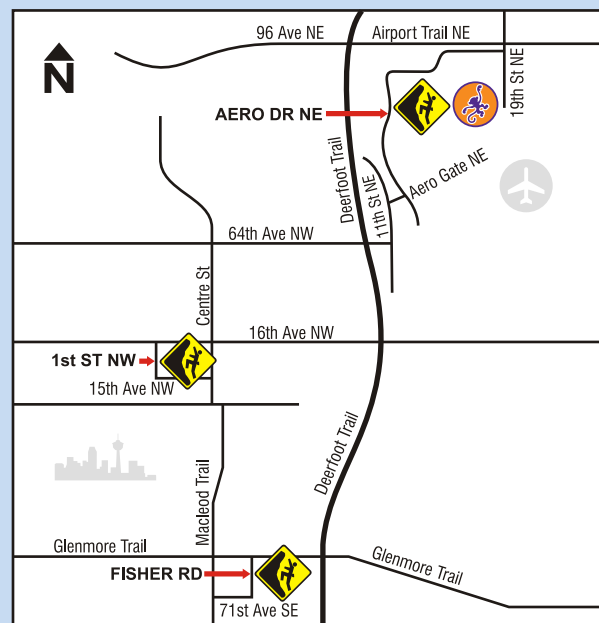 96 Ave NE
Airport Trail NE
N
19th St NE
AERO DR NE
Deerfoot Trail
11th St NE
Aero Gate NE
64th Ave NW
Centre St
16th Ave NW
1st ST NW
15th Ave NW
Macleod Trail
Deerfoot Trail
Glenmore Trail
Glenmore Trail
FISHER RD
71st Ave SE